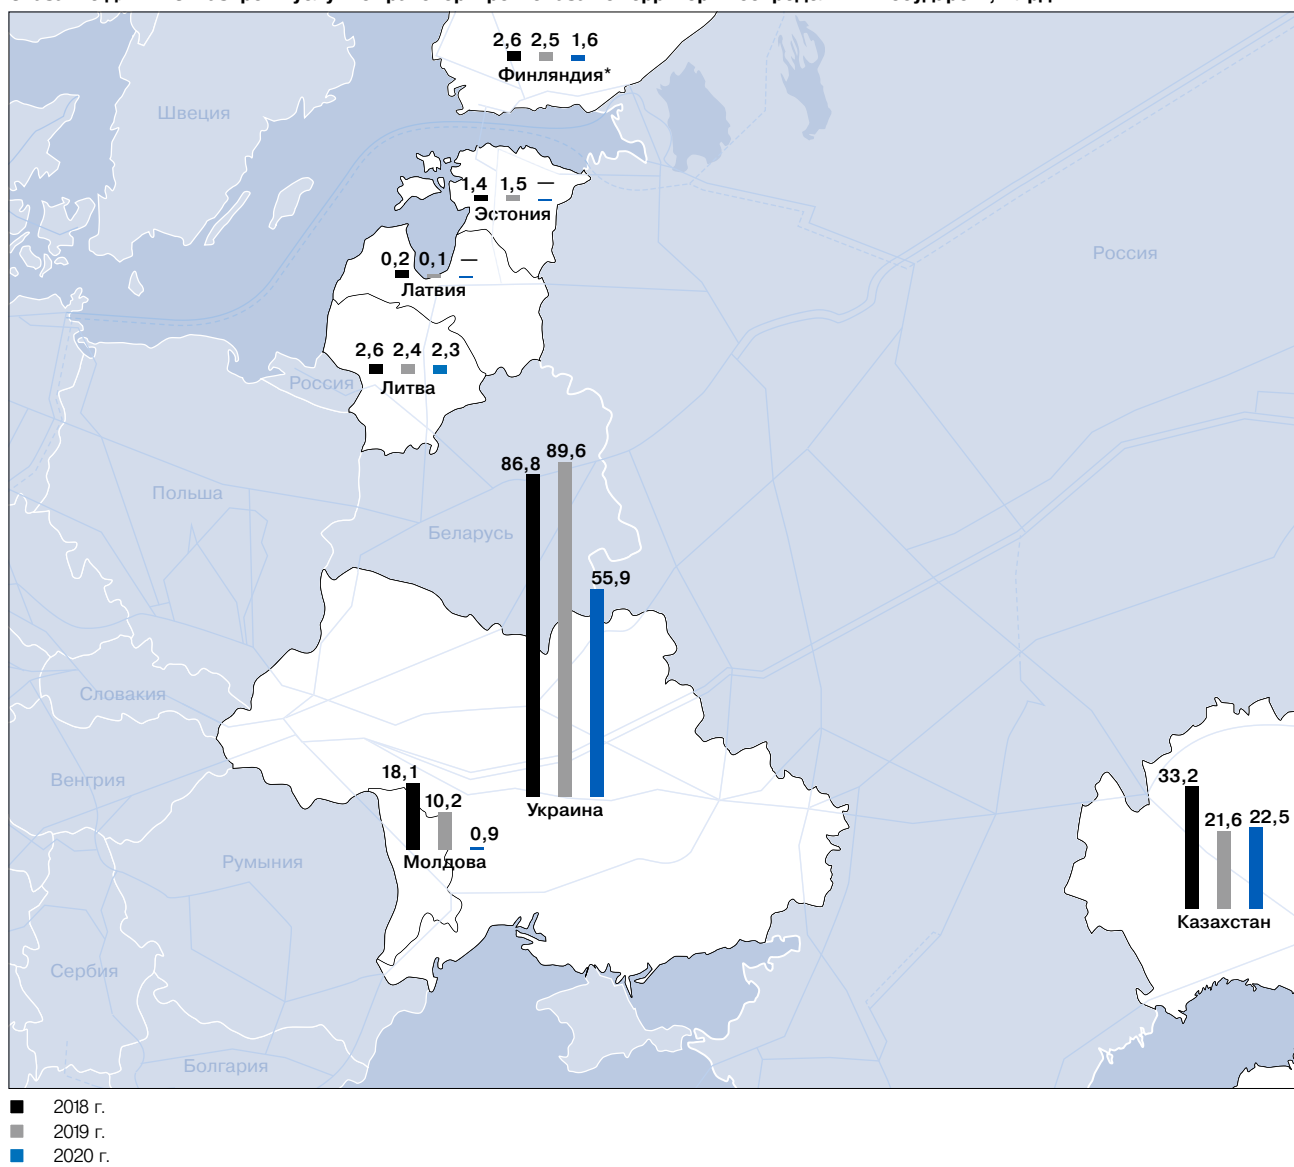 2,6 2,5 1,6
Финляндия*
Швеция
1,4 1,5 —
Эстония
Россия
0,2 0,1 —
Латвия
2,6 2,4 2,3
Россия
Литва
89,6
86,8
Польша
Беларусь
55,9
Словакия
Венгрия
18,1
33,2
10,2
Украина
21,6 22,5
0,9
Румыния
Молдова
Казахстан
Сербия
Болгария
2018 г.
2019 г.
2020 г.